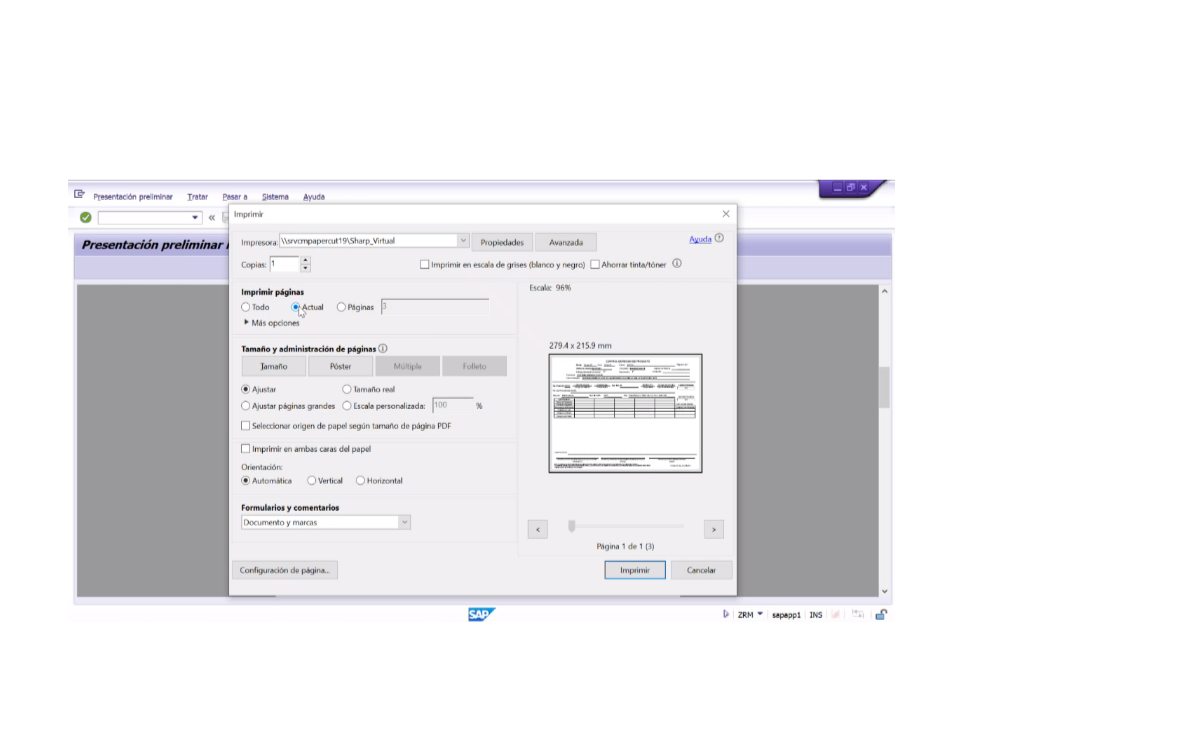 Presentación preliminar Tratar Pasar a Sistema Ayuda
Imprimir
Presentación preliminar
Impresora: \\srvcmpapercut19\Sharp_Virtual Propiedades Avanzada Ayuda
Copias: 1 Imprimir en escala de grises (blanco y negro) Ahorrar tinta/tóner
Imprimir páginas
Todo Actual Páginas 3
Más opciones
Escala: 96%
279.4 x 215.9 mm
Tamaño y administración de páginas
Tamaño Póster Múltiple Folleto
Ajustar Tamaño real
Ajustar páginas grandes Escala personalizada: 100 %
Seleccionar origen de papel según tamaño de página PDF
Imprimir en ambas caras del papel
Orientación:
Automática Vertical Horizontal
Formularios y comentarios
Documento y marcas
< >
Página 1 de 1 (3)
Configuración de página... Imprimir Cancelar
SAP ZRM sapapp1 INS